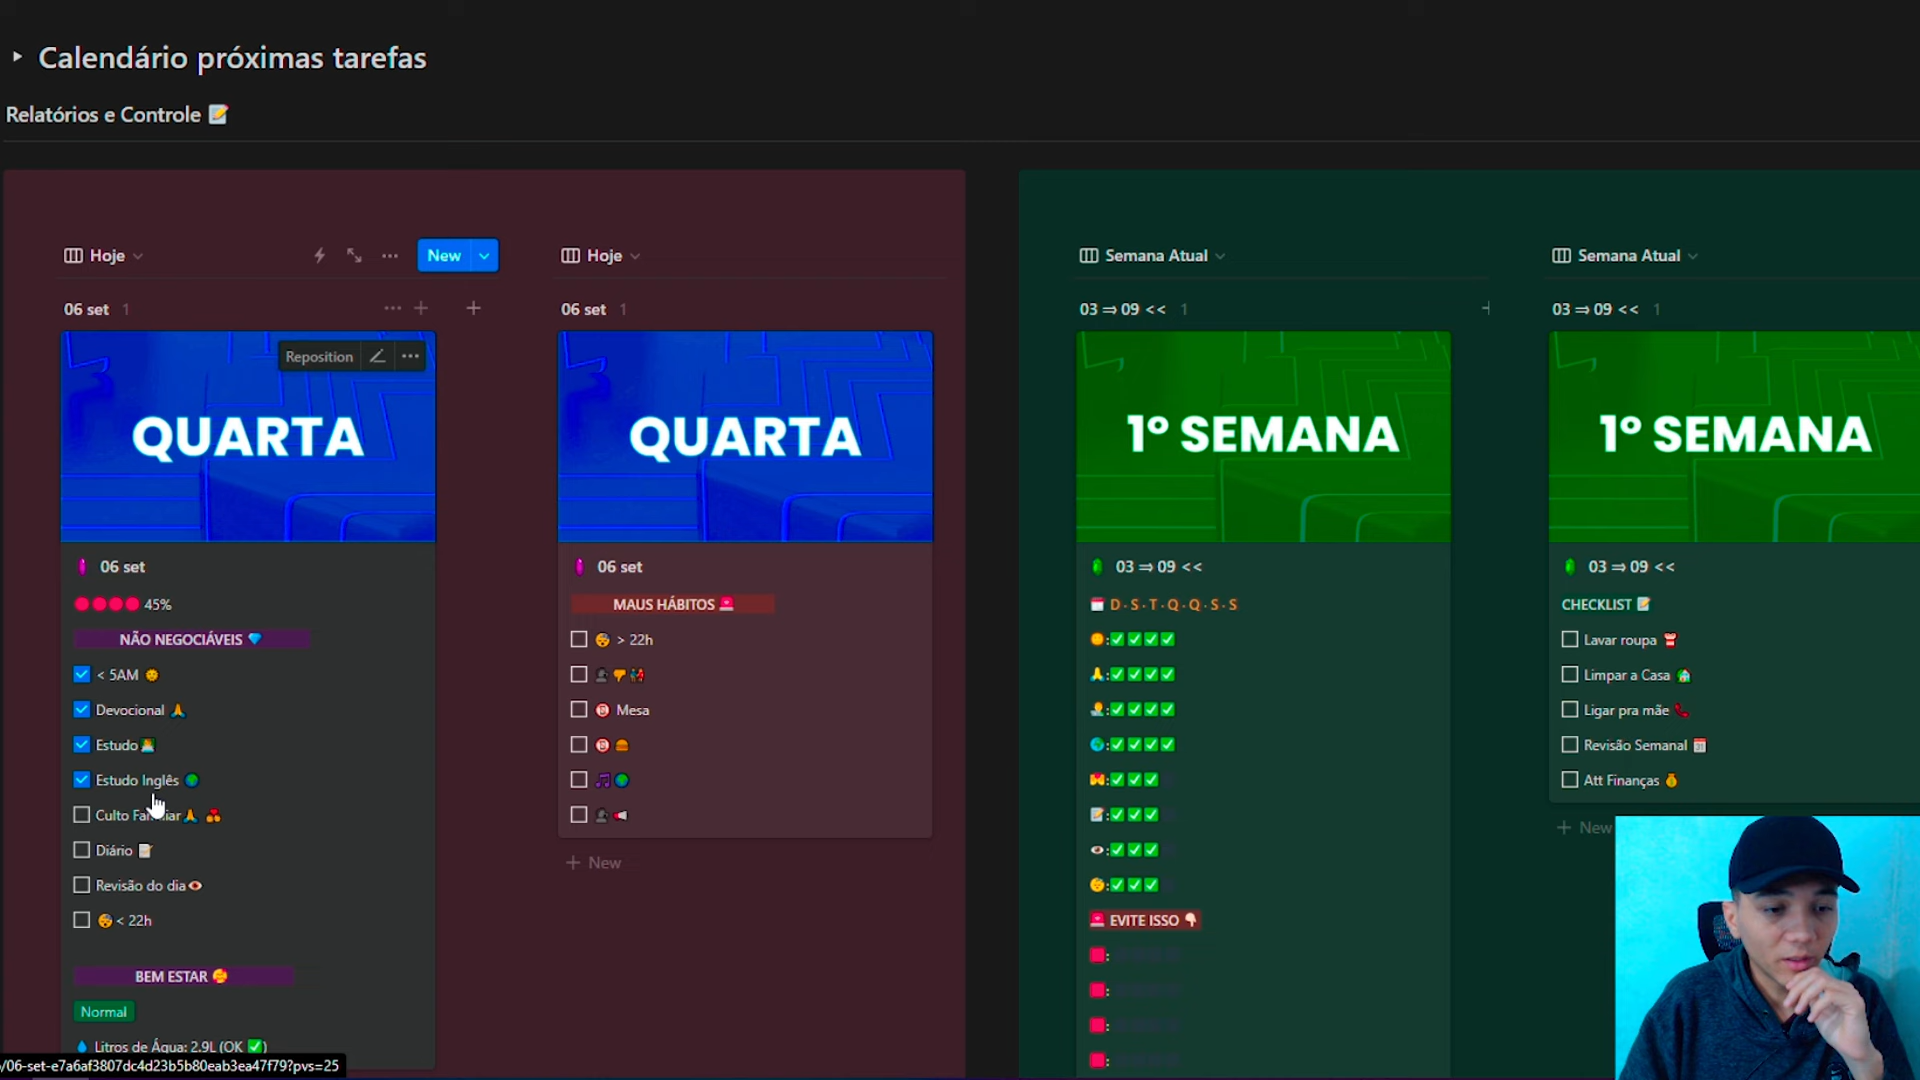 Calendário próximas tarefas
Relatórios e Controle
Hoje
New
06 set 1
Reposition
QUARTA
06 set
45%
NÃO NEGOCIÁVEIS
< 5AM
Devocional
Estudo
Estudo Inglês
Culto
Diário
Revisão do dia
< 22h
BEM ESTAR
Normal
Litros de Água: 2.9L (OK ✅)
/06-set-e7a6af3807dc4d23b5b80eab3ea47f79?pvs=25
Hoje
06 set 1
QUARTA
06 set
MAUS HÁBITOS
> 22h
Mesa
+ New
Semana Atual
03 ⇒ 09 << 1
1º SEMANA
03 ⇒ 09 <<
D·S·T·Q·Q·S·S
EVITE ISSO
Semana Atual
03 ⇒ 09 << 1
1º SEMANA
03 ⇒ 09 <<
CHECKLIST
Lavar roupa
Limpar a Casa
Ligar pra mãe
Revisão Semanal
Att Finanças
+ New